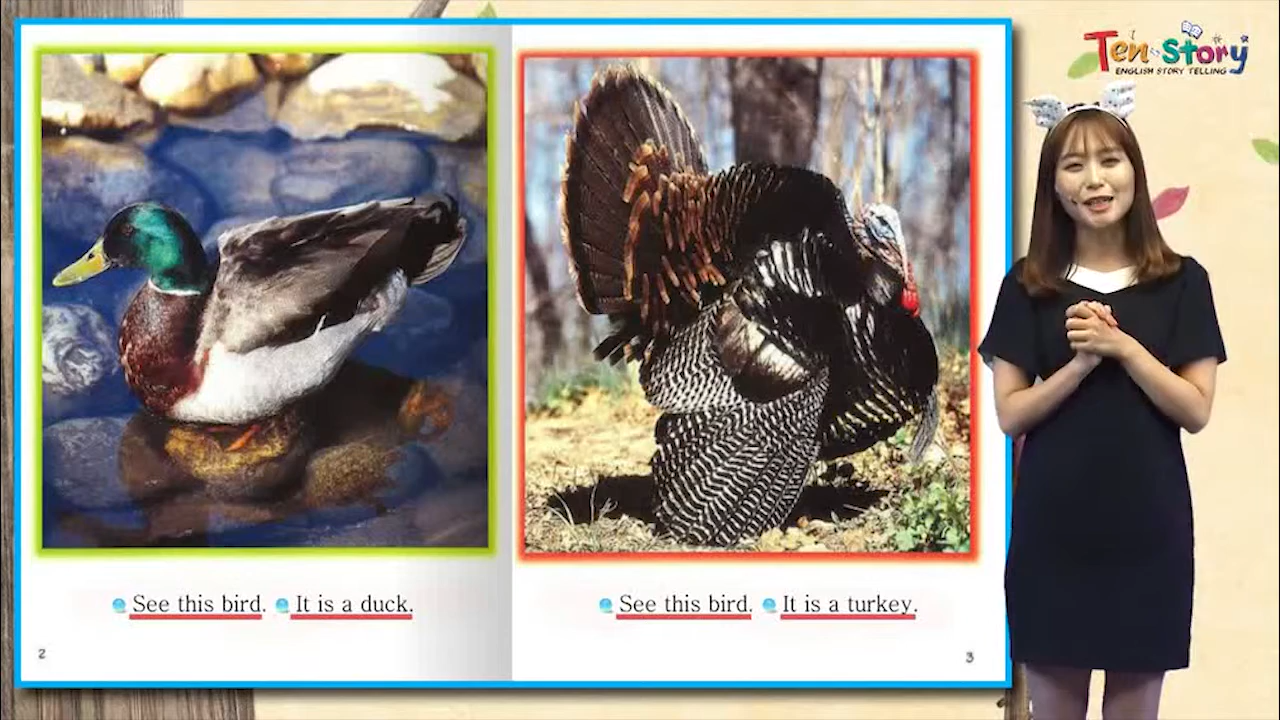 Ten Story
ENGLISH STORY TELLING
See this bird. It is a duck.
See this bird. It is a turkey.
2
3